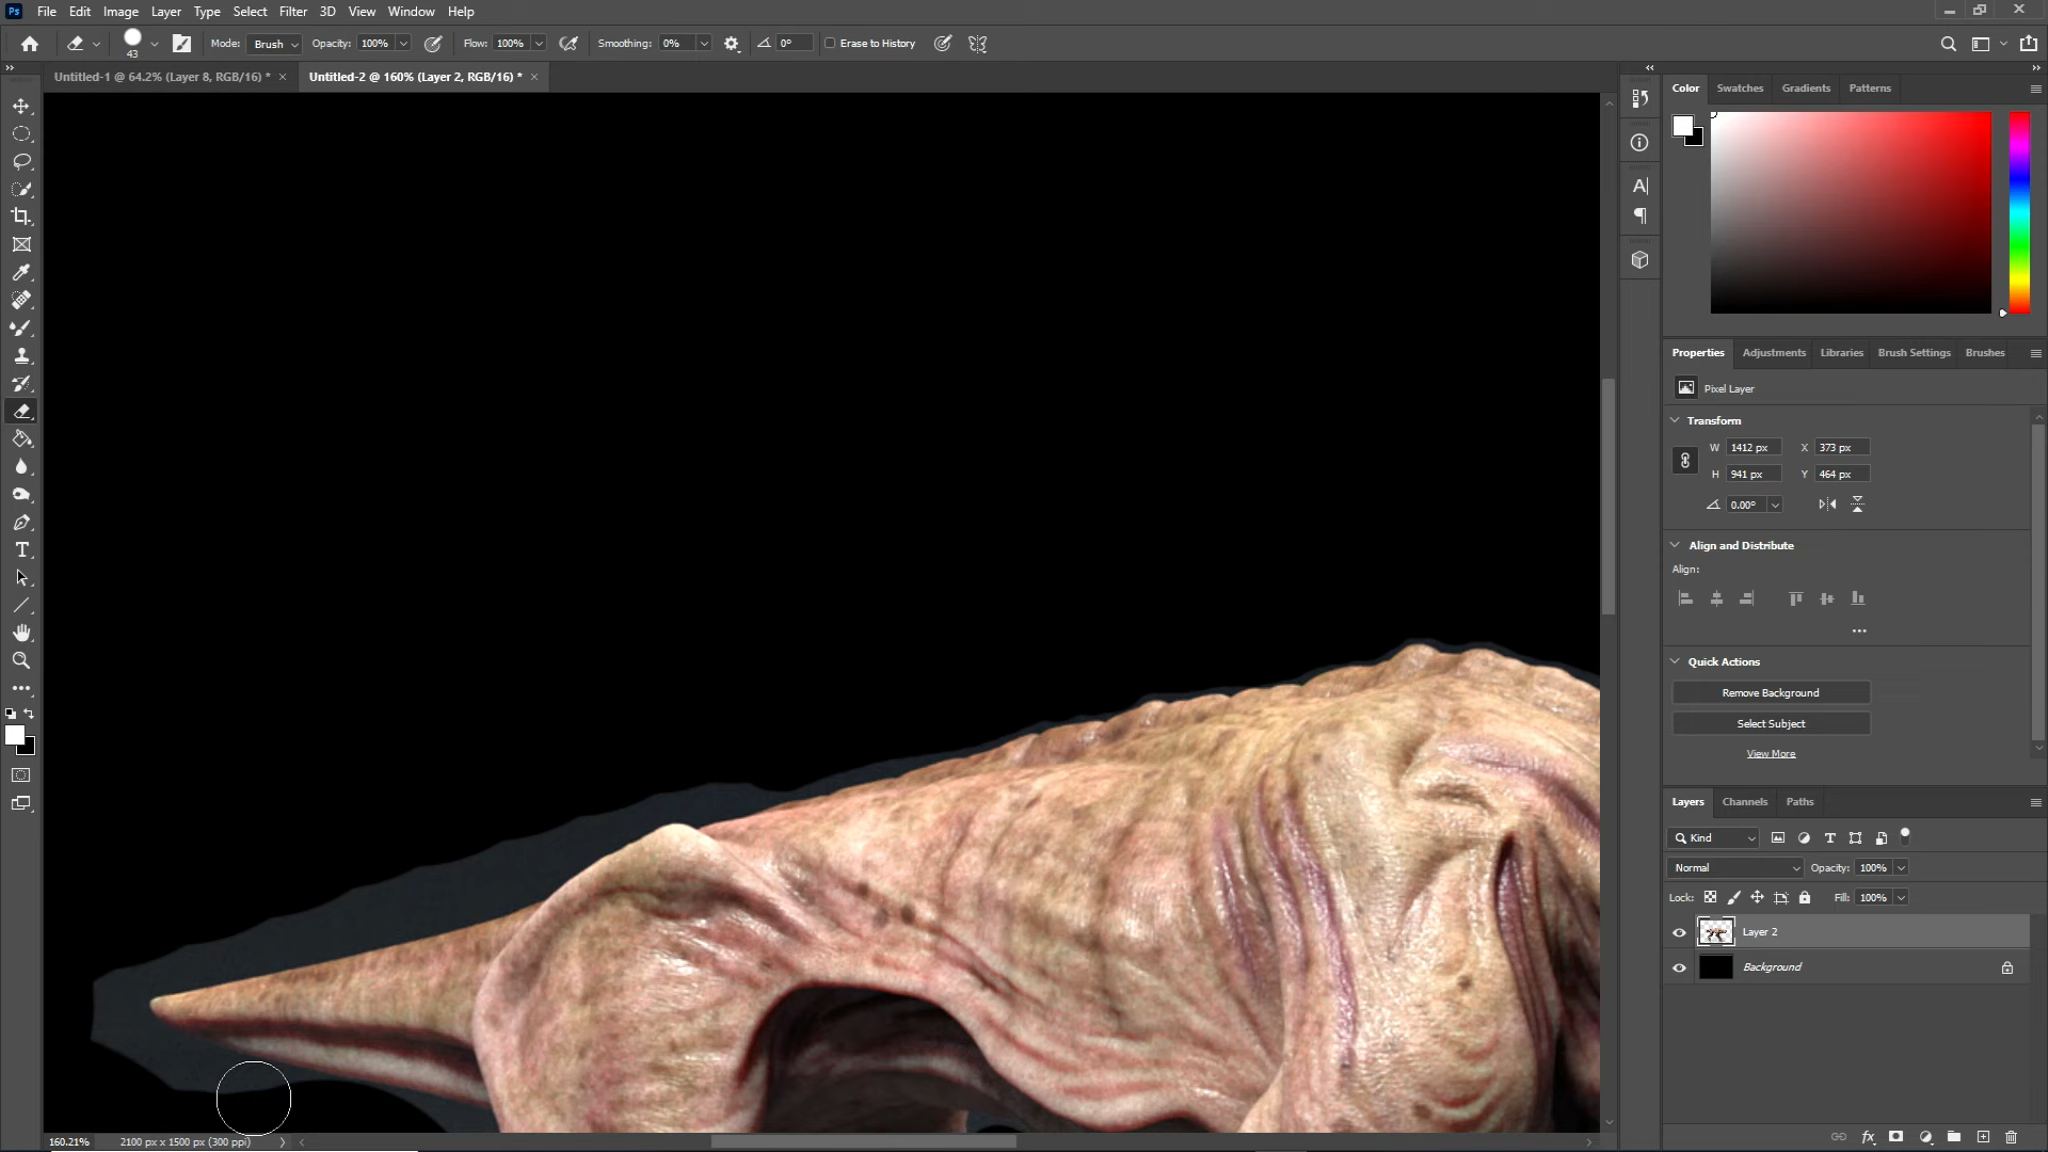 Ps File Edit Image Layer Type Select Filter 3D View Window Help
43 Mode: Brush Opacity: 100% Flow: 100% Smoothing: 0% 0° Erase to History
Untitled-1 @ 64.2% (Layer 8, RGB/16) * Untitled-2 @ 160% (Layer 2, RGB/16) *
Color Swatches Gradients Patterns
Properties Adjustments Libraries Brush Settings Brushes
Pixel Layer
Transform
W 1412 px X 373 px
H 941 px Y 464 px
0.00°
Align and Distribute
Align:
Quick Actions
Remove Background
Select Subject
View More
Layers Channels Paths
Kind
Normal Opacity: 100%
Lock: Fill: 100%
Layer 2
Background
fx
160.21% 2100 px x 1500 px (300 ppi)